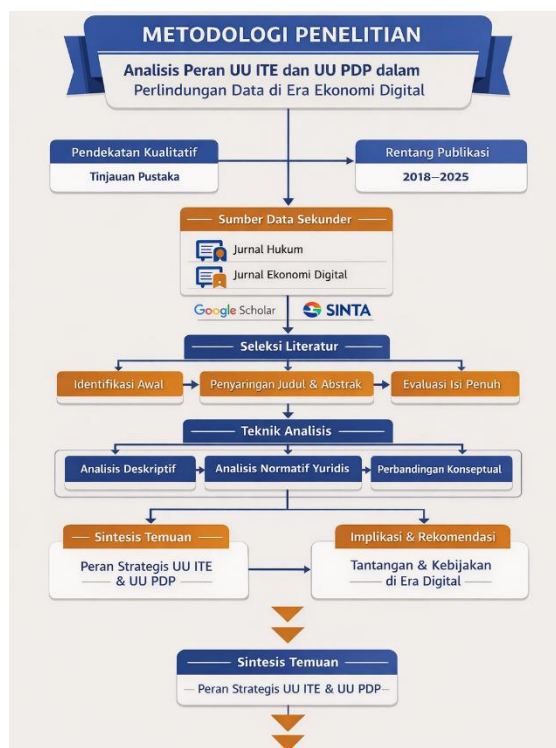 METODOLOGI PENELITIAN
Analisis Peran UU ITE dan UU PDP dalam
Perlindungan Data di Era Ekonomi Digital
Pendekatan Kualitatif
Tinjauan Pustaka
Rentang Publikasi
2018–2025
Sumber Data Sekunder
Jurnal Hukum
Jurnal Ekonomi Digital
Google Scholar
SINTA
Seleksi Literatur
Identifikasi Awal
Penyaringan Judul & Abstrak
Evaluasi Isi Penuh
Teknik Analisis
Analisis Deskriptif
Analisis Normatif Yuridis
Perbandingan Konseptual
Sintesis Temuan
Peran Strategis UU ITE
& UU PDP
Implikasi & Rekomendasi
Tantangan & Kebijakan
di Era Digital
Sintesis Temuan
Peran Strategis UU ITE & UU PDP